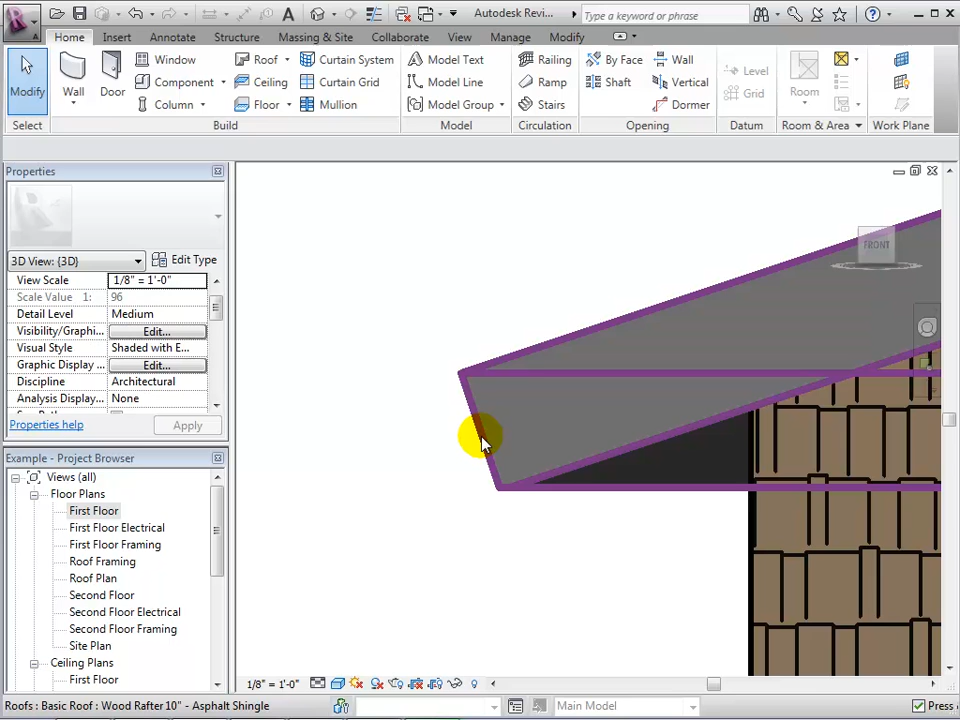 Autodesk Revi...
Type a keyword or phrase
Home Insert Annotate Structure Massing & Site Collaborate View Manage Modify
Modify
Wall
Door
Window
Component
Column
Roof
Ceiling
Floor
Curtain System
Curtain Grid
Mullion
Model Text
Model Line
Model Group
Railing
Ramp
Stairs
By Face
Shaft
Wall
Vertical
Dormer
Level
Grid
Room
Select Build Model Circulation Opening Datum Room & Area Work Plane
Properties
3D View: {3D}
Edit Type
View Scale 1/8" = 1'-0"
Scale Value 1: 96
Detail Level Medium
Visibility/Graphi... Edit...
Visual Style Shaded with E...
Graphic Display ... Edit...
Discipline Architectural
Analysis Display... None
Properties help
Apply
Example - Project Browser
Views (all)
Floor Plans
First Floor
First Floor Electrical
First Floor Framing
Roof Framing
Roof Plan
Second Floor
Second Floor Electrical
Second Floor Framing
Site Plan
Ceiling Plans
First Floor
FRONT
1/8" = 1'-0"
Roofs : Basic Roof : Wood Rafter 10" - Asphalt Shingle
Main Model
Press